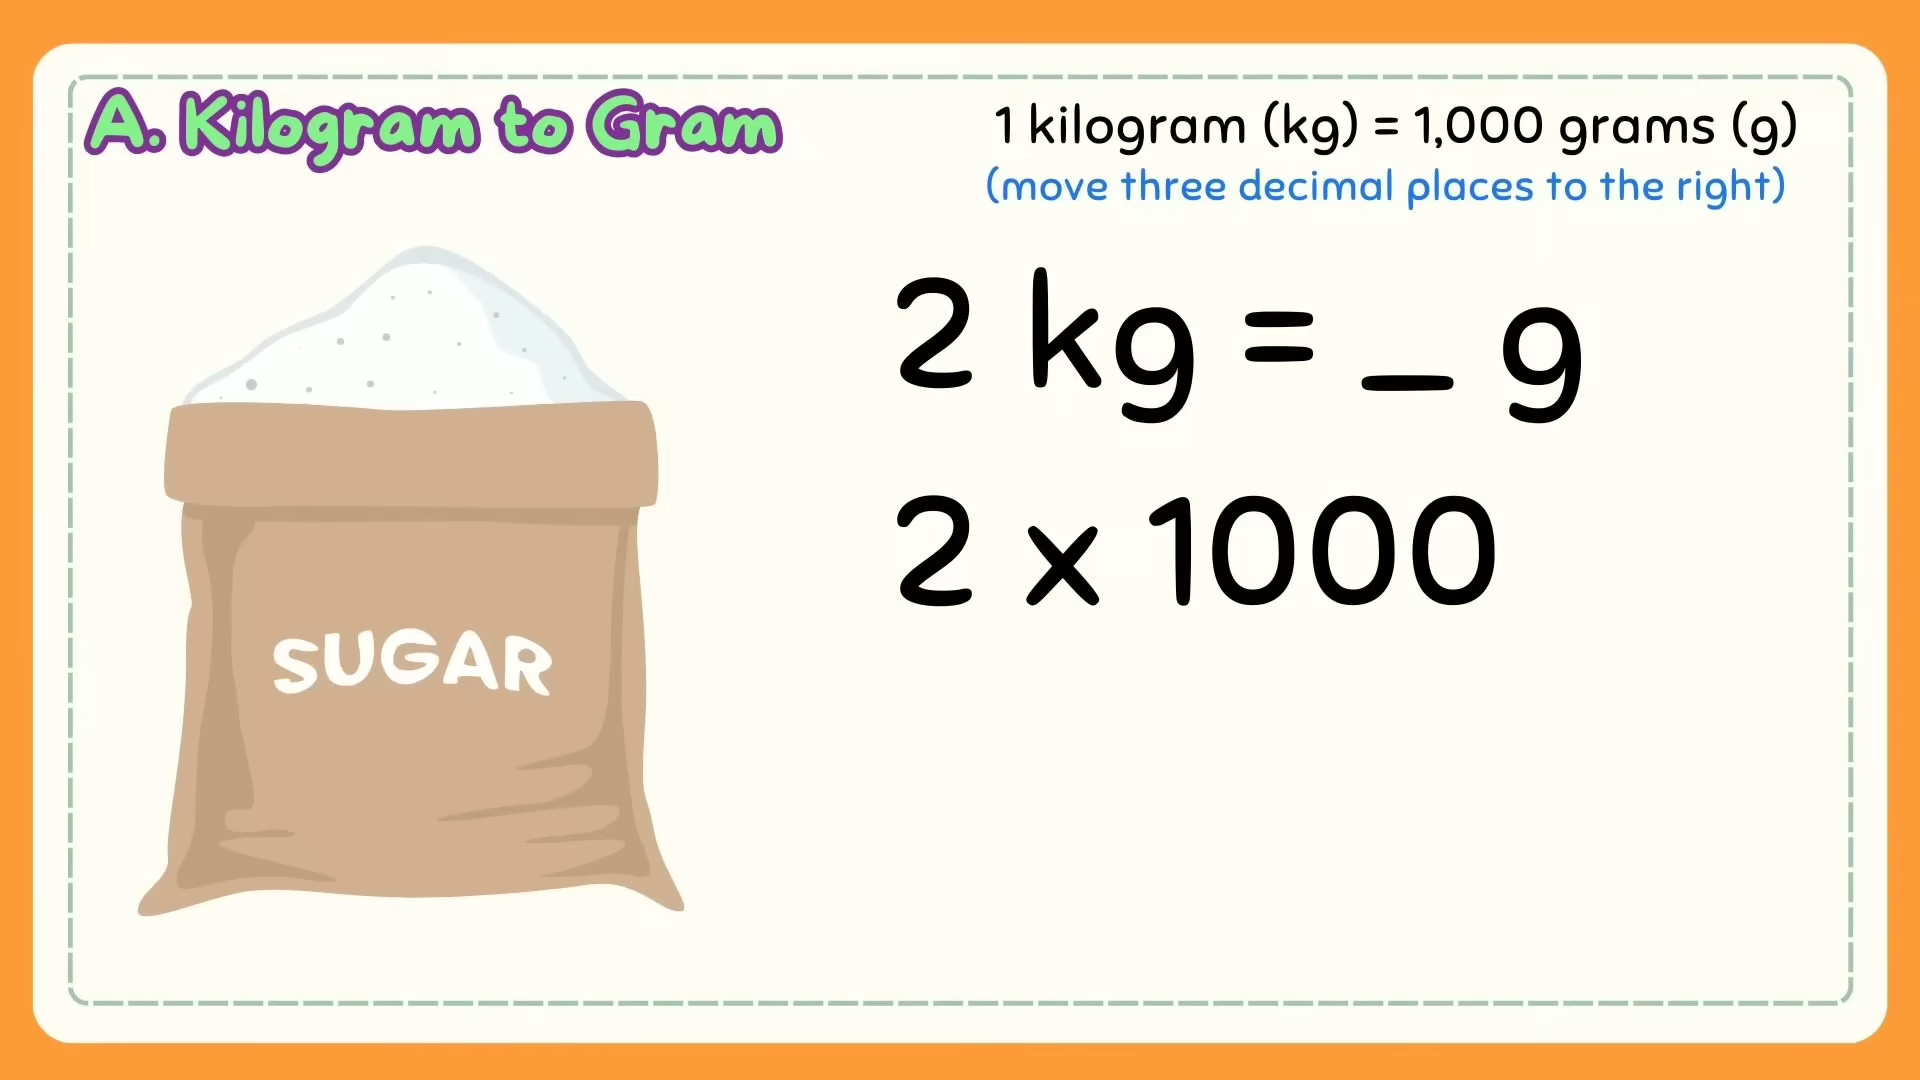 A. Kilogram to Gram
1 kilogram (kg) = 1,000 grams (g)
(move three decimal places to the right)
2 kg = _ g
2 x 1000
SUGAR